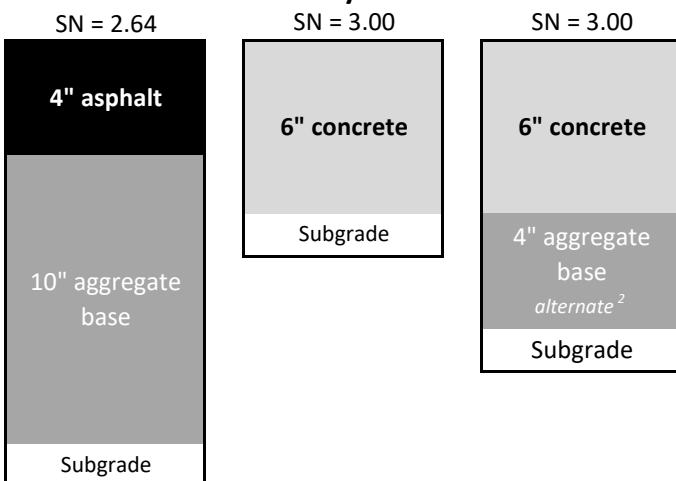 SN = 2.64
4" asphalt
10" aggregate
base
Subgrade
SN = 3.00
6" concrete
Subgrade
SN = 3.00
6" concrete
4" aggregate
base
alternate 2
Subgrade